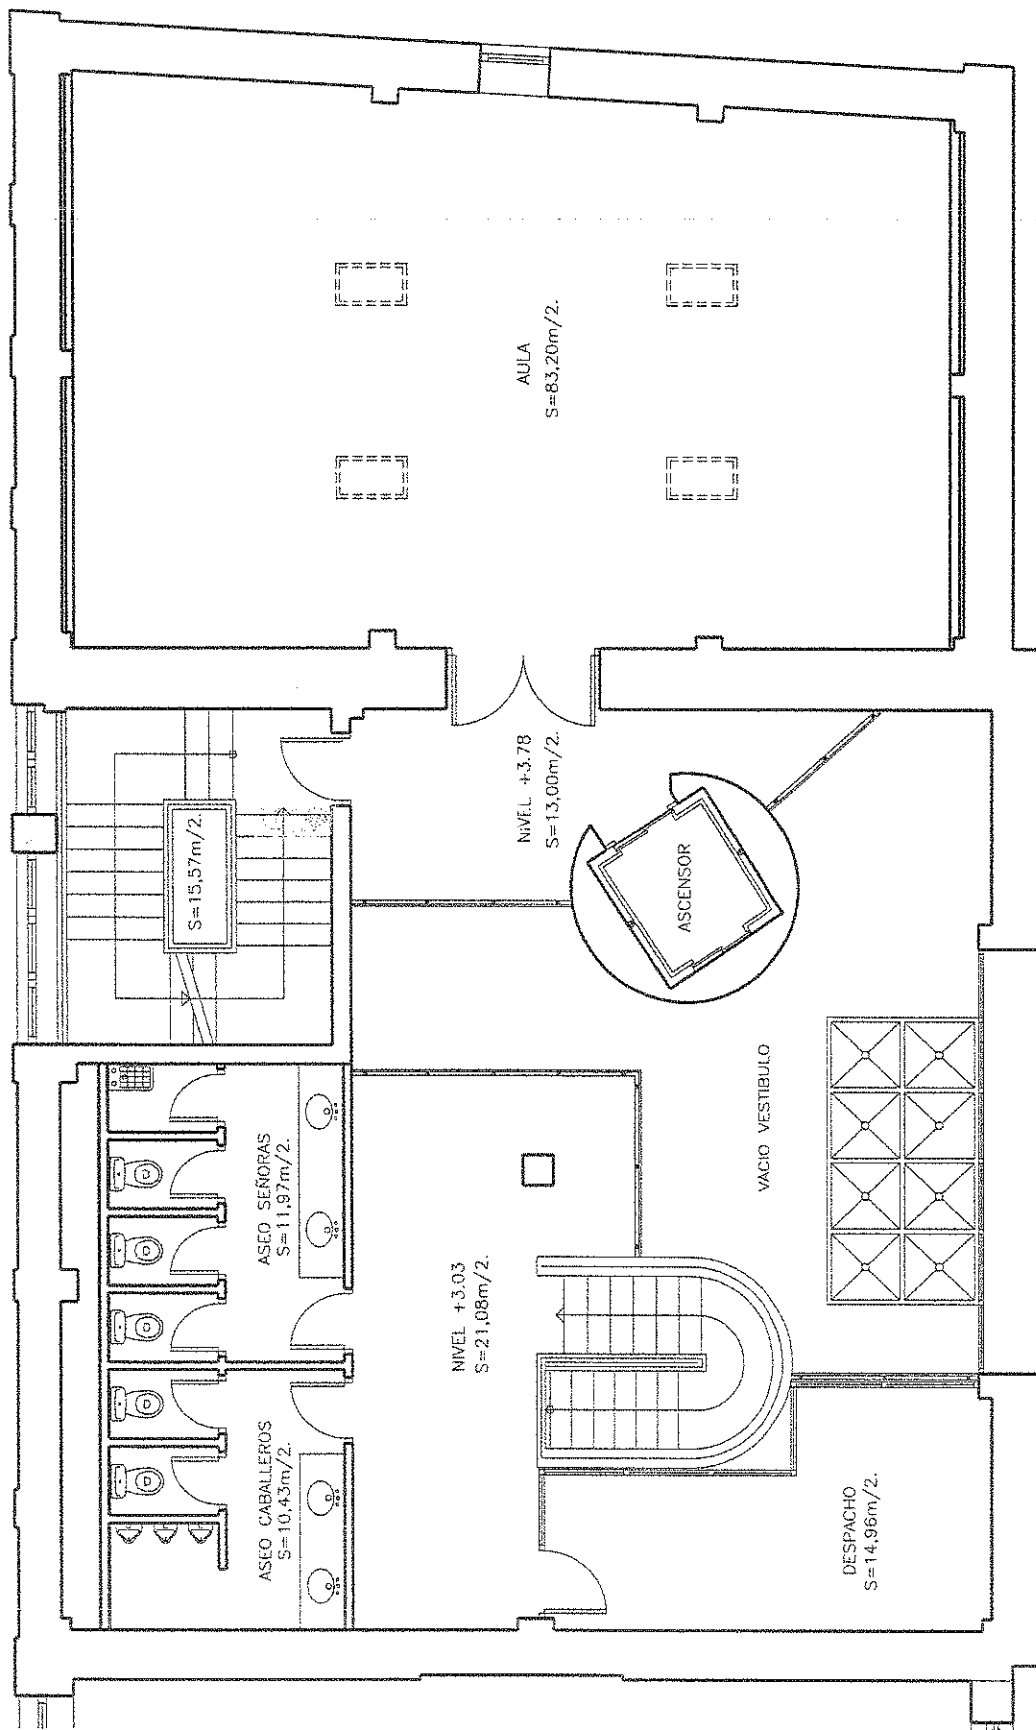 AULA
S=83,20m/2.
S=15,57m/2.
NIVEL +3.78
S=13,00m/2.
ASCENSOR
ASEO SEÑORAS
S=11,97m/2.
VACIO VESTIBULO
NIVEL +3.03
S=21,08m/2.
ASEO CABALLEROS
S=10,43m/2.
DESPACHO
S=14,96m/2.